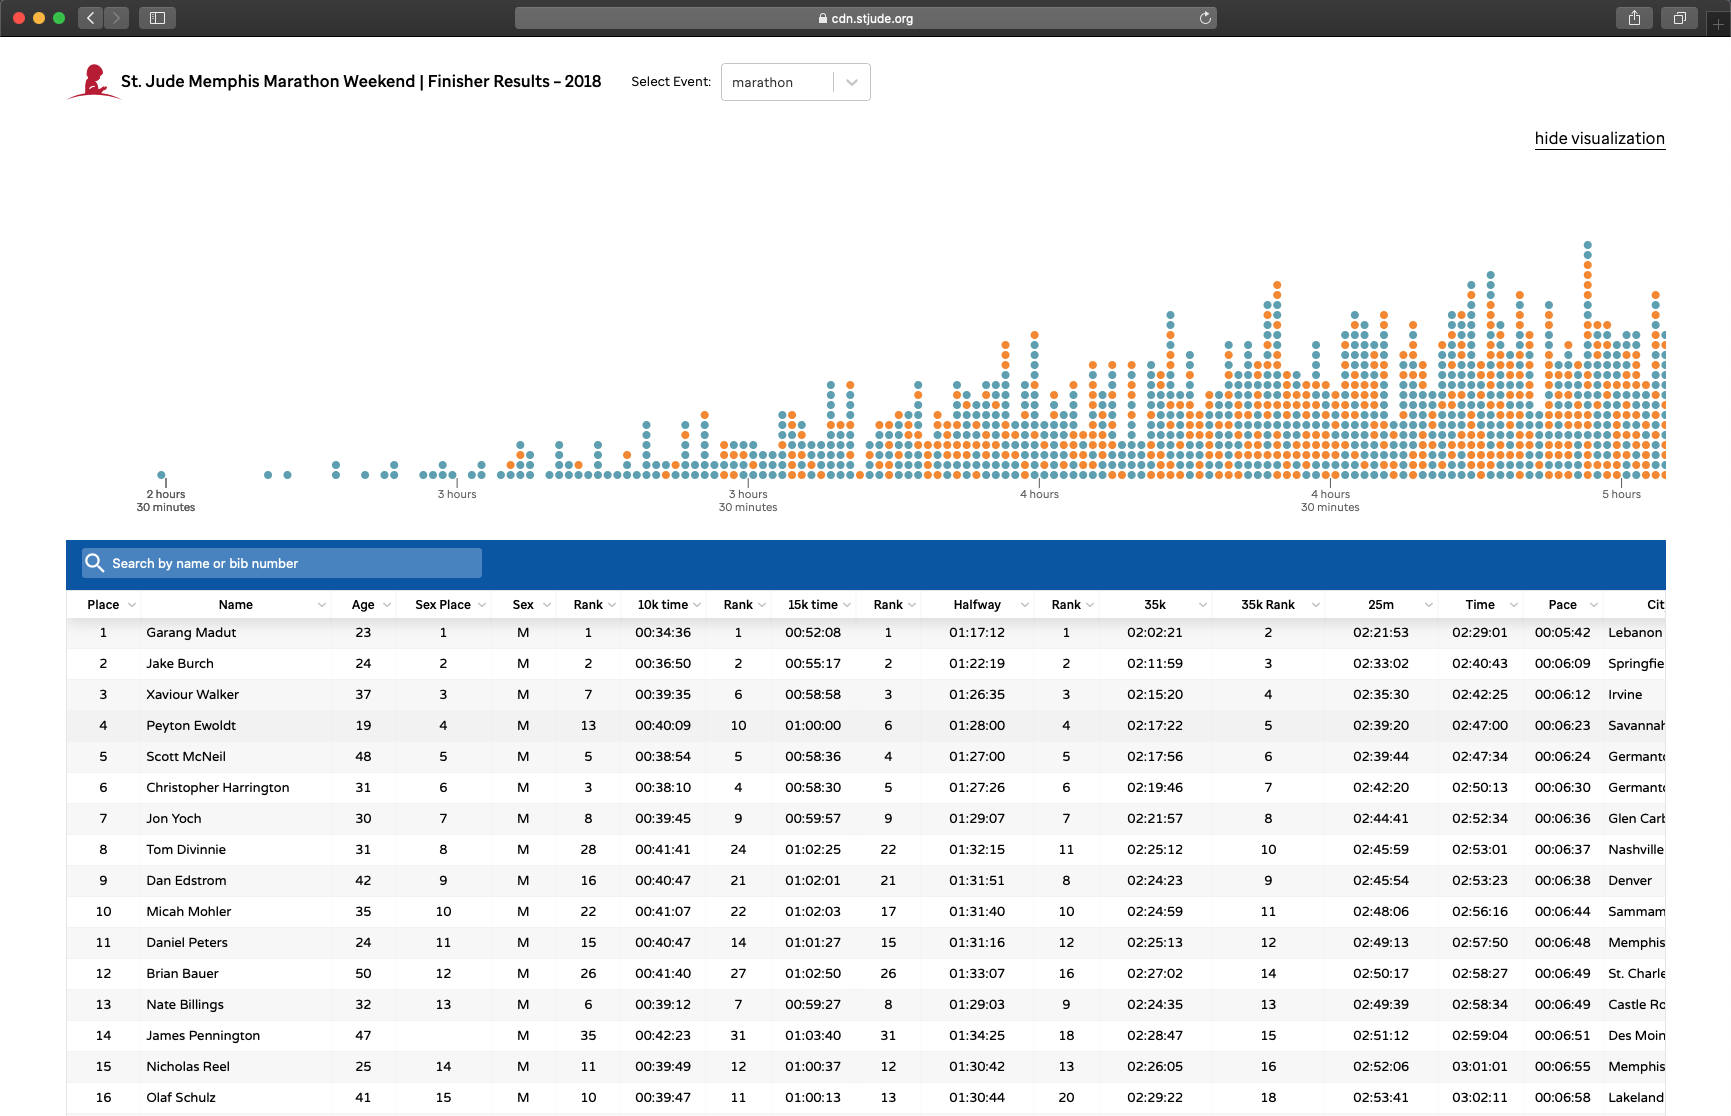 cdn.stjude.org
St. Jude Memphis Marathon Weekend | Finisher Results – 2018 Select Event: marathon
hide visualization
2 hours 30 minutes
3 hours
3 hours 30 minutes
4 hours
4 hours 30 minutes
5 hours
Search by name or bib number
Place Name Age Sex Place Sex Rank 10k time Rank 15k time Rank Halfway Rank 35k 35k Rank 25m Time Pace Cit
1 Garang Madut 23 1 M 1 00:34:36 1 00:52:08 1 01:17:12 1 02:02:21 2 02:21:53 02:29:01 00:05:42 Lebanon
2 Jake Burch 24 2 M 2 00:36:50 2 00:55:17 2 01:22:19 2 02:11:59 3 02:33:02 02:40:43 00:06:09 Springfie
3 Xaviour Walker 37 3 M 7 00:39:35 6 00:58:58 3 01:26:35 3 02:15:20 4 02:35:30 02:42:25 00:06:12 Irvine
4 Peyton Ewoldt 19 4 M 13 00:40:09 10 01:00:00 6 01:28:00 4 02:17:22 5 02:39:20 02:47:00 00:06:23 Savannah
5 Scott McNeil 48 5 M 5 00:38:54 5 00:58:36 4 01:27:00 5 02:17:56 6 02:39:44 02:47:34 00:06:24 Germanto
6 Christopher Harrington 31 6 M 3 00:38:10 4 00:58:30 5 01:27:26 6 02:19:46 7 02:42:20 02:50:13 00:06:30 Germanto
7 Jon Yoch 30 7 M 8 00:39:45 9 00:59:57 9 01:29:07 7 02:21:57 8 02:44:41 02:52:34 00:06:36 Glen Carb
8 Tom Divinnie 31 8 M 28 00:41:41 24 01:02:25 22 01:32:15 11 02:25:12 10 02:45:59 02:53:01 00:06:37 Nashville
9 Dan Edstrom 42 9 M 16 00:40:47 21 01:02:01 21 01:31:51 8 02:24:23 9 02:45:54 02:53:23 00:06:38 Denver
10 Micah Mohler 35 10 M 22 00:41:07 22 01:02:03 17 01:31:40 10 02:24:59 11 02:48:06 02:56:16 00:06:44 Sammam
11 Daniel Peters 24 11 M 15 00:40:47 14 01:01:27 15 01:31:16 12 02:25:13 12 02:49:13 02:57:50 00:06:48 Memphis
12 Brian Bauer 50 12 M 26 00:41:40 27 01:02:50 26 01:33:07 16 02:27:02 14 02:50:17 02:58:27 00:06:49 St. Charle
13 Nate Billings 32 13 M 6 00:39:12 7 00:59:27 8 01:29:03 9 02:24:35 13 02:49:39 02:58:34 00:06:49 Castle Ro
14 James Pennington 47 M 35 00:42:23 31 01:03:40 31 01:34:25 18 02:28:47 15 02:51:12 02:59:04 00:06:51 Des Moin
15 Nicholas Reel 25 14 M 11 00:39:49 12 01:00:37 12 01:30:42 13 02:26:05 16 02:52:06 03:01:01 00:06:55 Memphis
16 Olaf Schulz 41 15 M 10 00:39:47 11 01:00:13 13 01:30:44 20 02:29:22 18 02:53:41 03:02:11 00:06:58 Lakeland